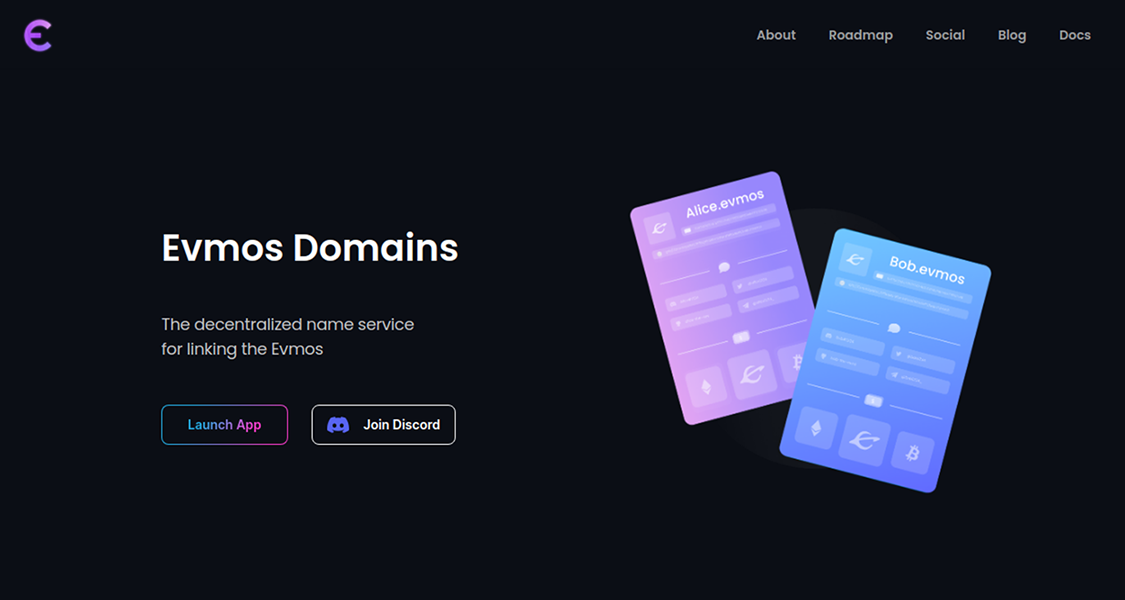 About Roadmap Social Blog Docs
Evmos Domains
The decentralized name service
for linking the Evmos
Launch App
Join Discord
Alice.evmos
Bob.evmos